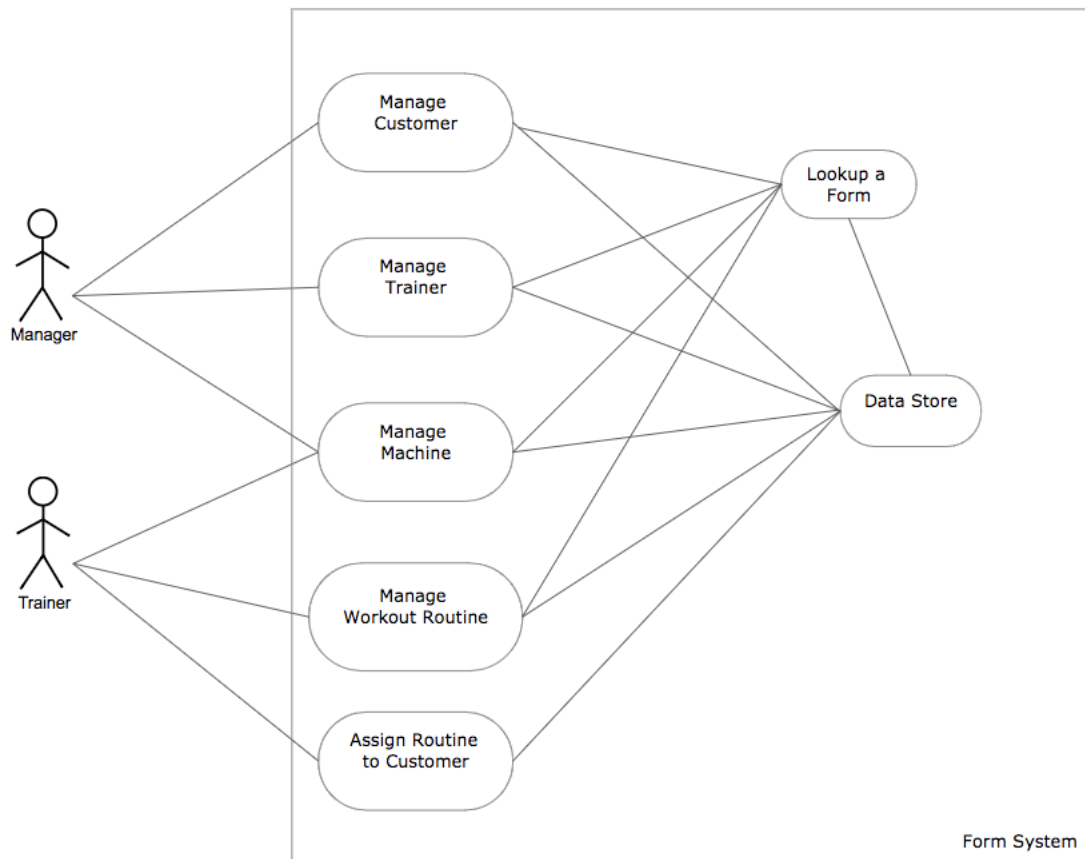 Manage
Customer
Lookup a
Form
Manage
Trainer
Manager
Data Store
Manage
Machine
Trainer
Manage
Workout Routine
Assign Routine
to Customer
Form System